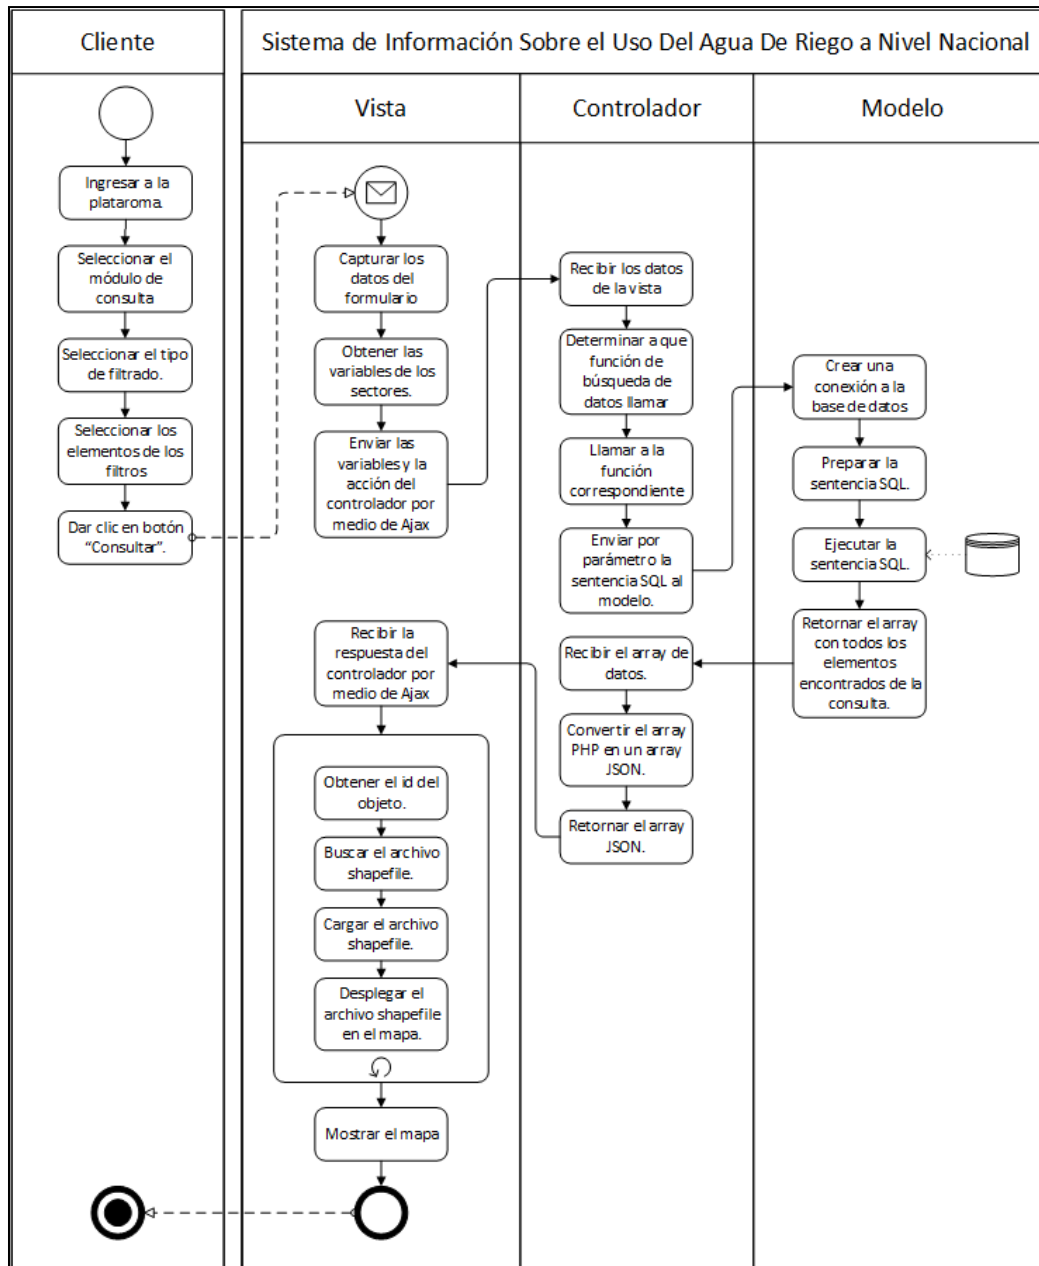 Cliente
Sistema de Información Sobre el Uso Del Agua De Riego a Nivel Nacional
Vista
Controlador
Modelo
Ingresar a la
plataroma.
Seleccionar el
módulo de
consulta
Seleccionar el tipo
de filtrado.
Seleccionar los
elementos de los
filtros
Dar clic en botón
“Consultar”.
Capturar los
datos del
formulario
Obtener las
variables de los
sectores.
Enviar las
variables y la
acción del
controlador por
medio de Ajax
Recibir los datos
de la vista
Determinar a que
función de
búsqueda de
datos llamar
Llamar a la
función
correspondiente
Enviar por
parámetro la
sentencia SQL al
modelo.
Crear una
conexión a la
base de datos
Preparar la
sentencia SQL.
Ejecutar la
sentencia SQL.
Retornar el array
con todos los
elementos
encontrados de la
consulta.
Recibir el array de
datos.
Convertir el array
PHP en un array
JSON.
Retornar el array
JSON.
Recibir la
respuesta del
controlador por
medio de Ajax
Obtener el id del
objeto.
Buscar el archivo
shapefile.
Cargar el archivo
shapefile.
Desplegar el
archivo shapefile
en el mapa.
Mostrar el mapa